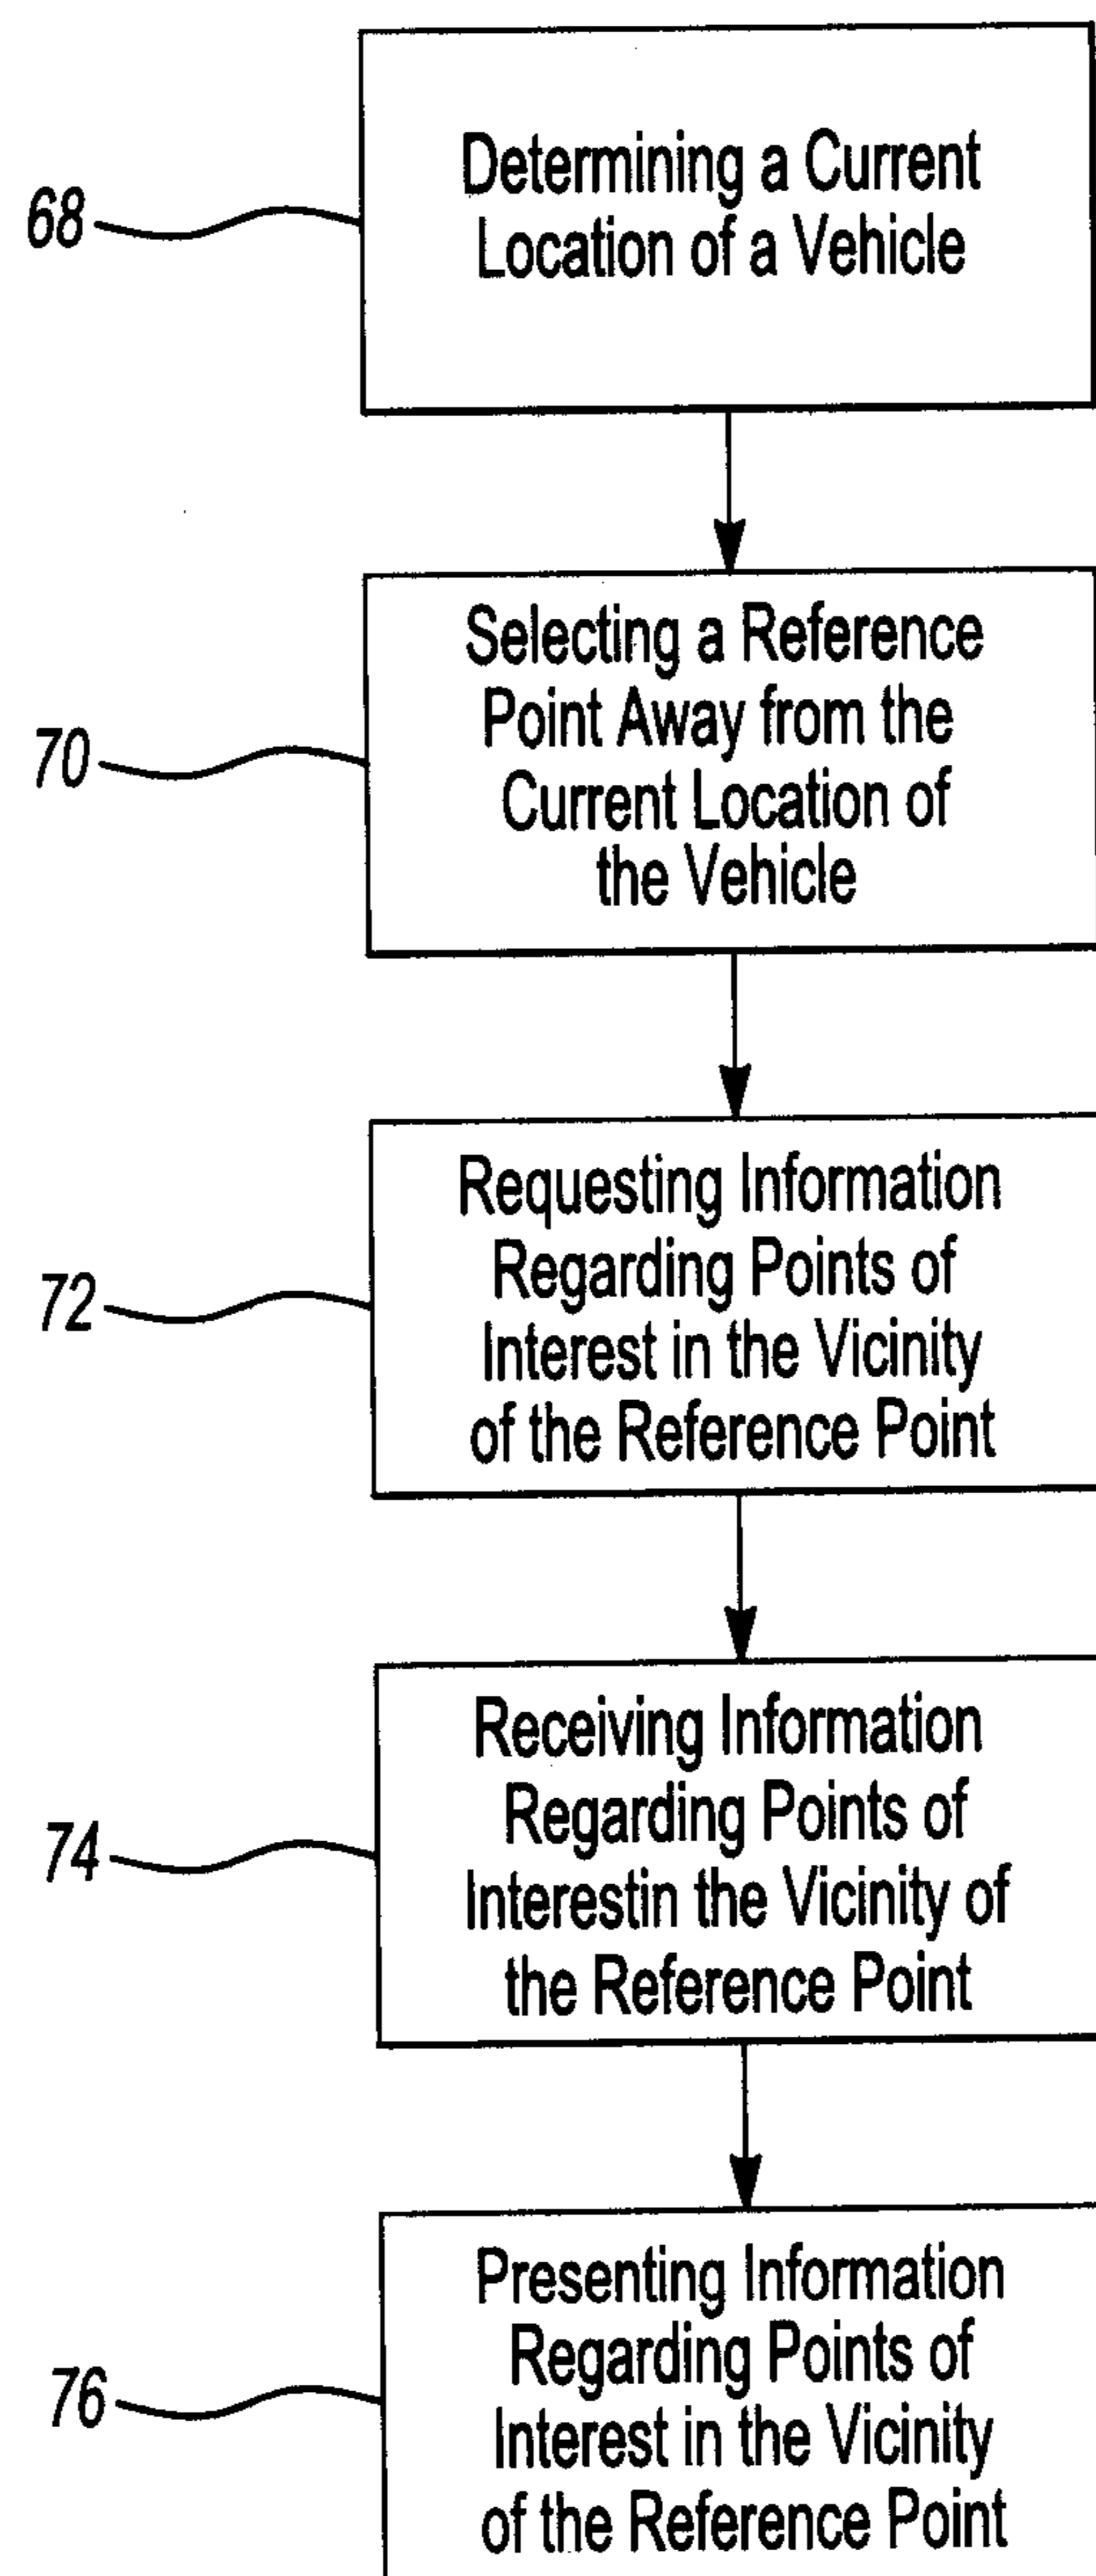 Determining a Current
Location of a Vehicle
68
Selecting a Reference
Point Away from the
Current Location of
the Vehicle
70
Requesting Information
Regarding Points of
Interest in the Vicinity
of the Reference Point
72
Receiving Information
Regarding Points of
Interestin the Vicinity of
the Reference Point
74
Presenting Information
Regarding Points of
Interest in the Vicinity
of the Reference Point
76